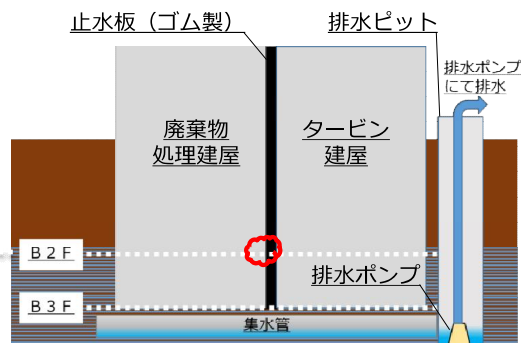 止水板（ゴム製）
排水ピット
排水ポンプ
にて排水
廃棄物
処理建屋
タービン
建屋
Ｂ２Ｆ
排水ポンプ
Ｂ３Ｆ
集水管